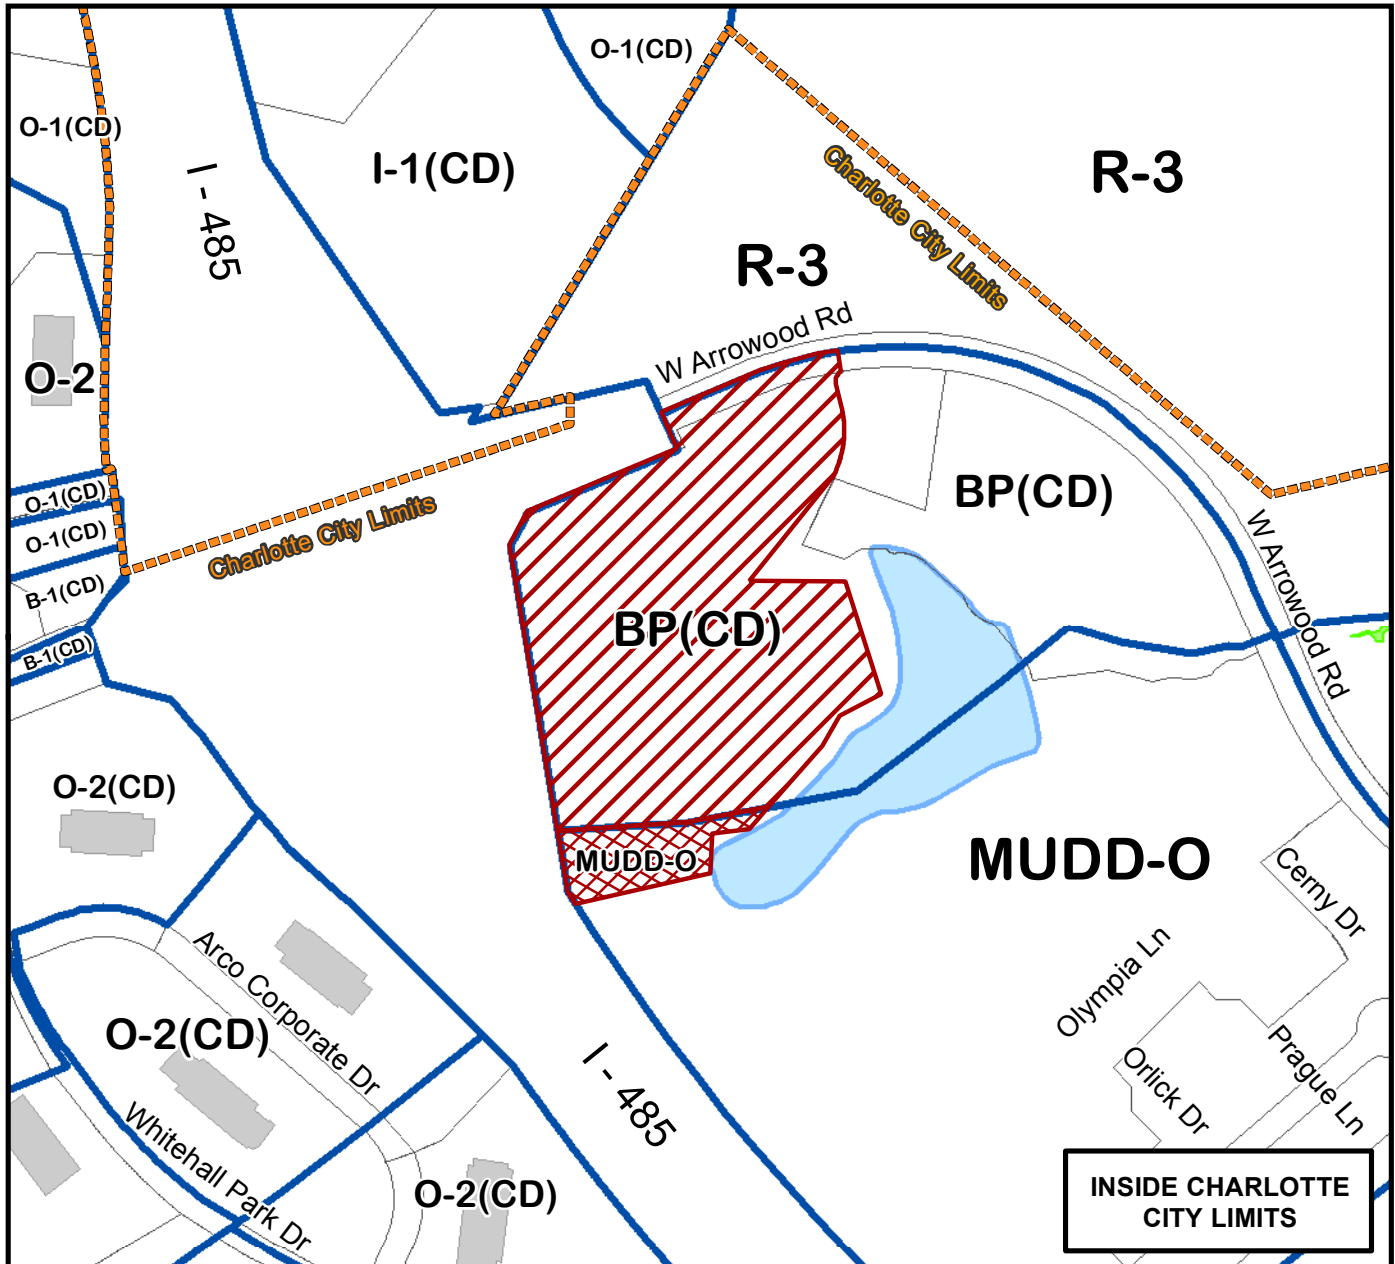 O-1(CD)
O-1(CD)
I-1(CD)
R-3
Charlotte City Limits
I - 485
R-3
W Arrowood Rd
O-2
O-1(CD)
BP(CD)
Charlotte City Limits
O-1(CD)
W Arrowood Rd
B-1(CD)
BP(CD)
B-1(CD)
O-2(CD)
MUDD-O
MUDD-O
Cerny Dr
Olympia Ln
Arco Corporate Dr
O-2(CD)
I - 485
Orlick Dr
Prague Ln
Whitehall Park Dr
O-2(CD)
INSIDE CHARLOTTE
CITY LIMITS